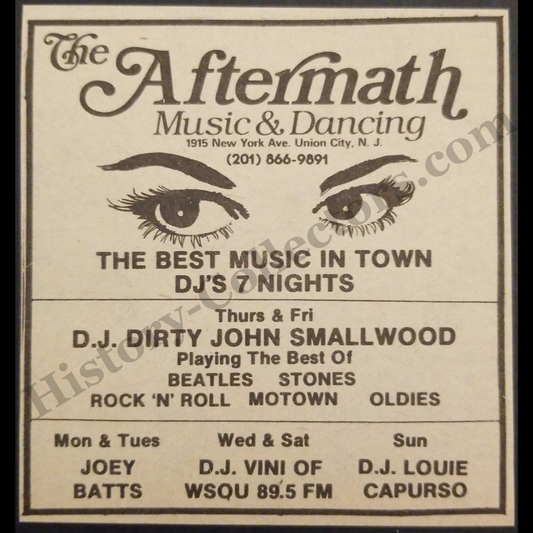 The Aftermath
Music & Dancing
1915 New York Ave. Union City, N. J.
(201) 866-9891
THE BEST MUSIC IN TOWN
DJ'S 7 NIGHTS
Thurs & Fri
D.J. DIRTY JOHN SMALLWOOD
Playing The Best Of
BEATLES STONES
ROCK 'N' ROLL MOTOWN OLDIES
Mon & Tues
JOEY
BATTS
Wed & Sat
D.J. VINI OF
WSQU 89.5 FM
Sun
D.J. LOUIE
CAPURSO
History-Collectors.com